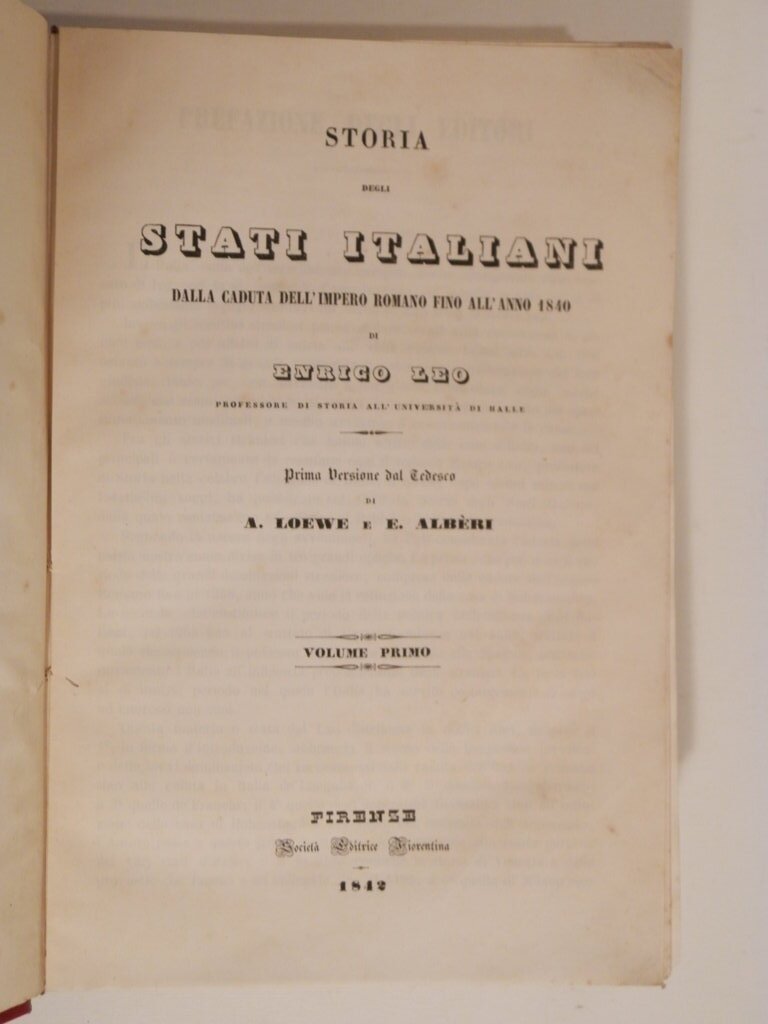 STORIA
DEGLI
STATI ITALIANI
DALLA CADUTA DELL'IMPERO ROMANO FINO ALL'ANNO 1840
DI
ENRICO LEO
PROFESSORE DI STORIA ALL'UNIVERSITÀ DI HALLE
Prima Versione dal Tedesco
DI
A. LOEWE E E. ALBÈRI
VOLUME PRIMO
FIRENZE
Società Editrice Fiorentina
1842